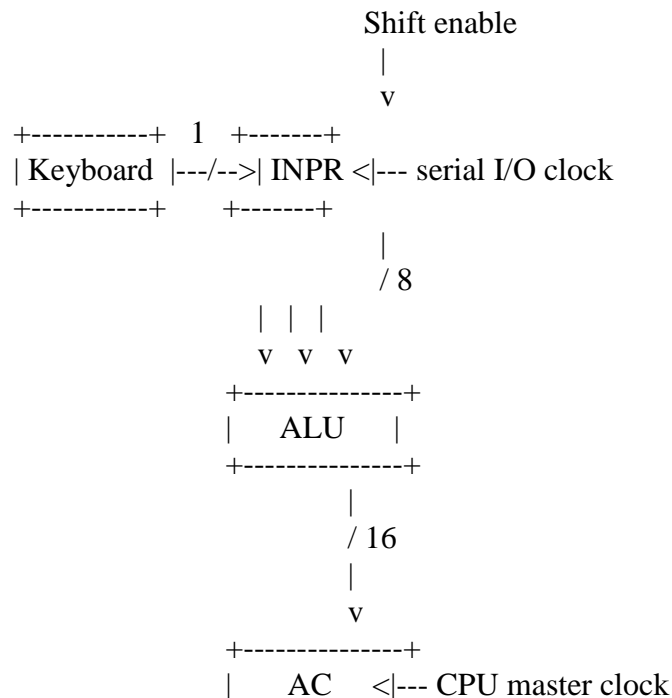 Shift enable
|
v
+-----------+ 1 +-------+
| Keyboard |---/-->| INPR <|--- serial I/O clock
+-----------+ +-------+
|
/ 8
| | |
v v v
+---------------+
| ALU |
+---------------+
|
/ 16
|
v
+---------------+
| AC <|--- CPU master clock